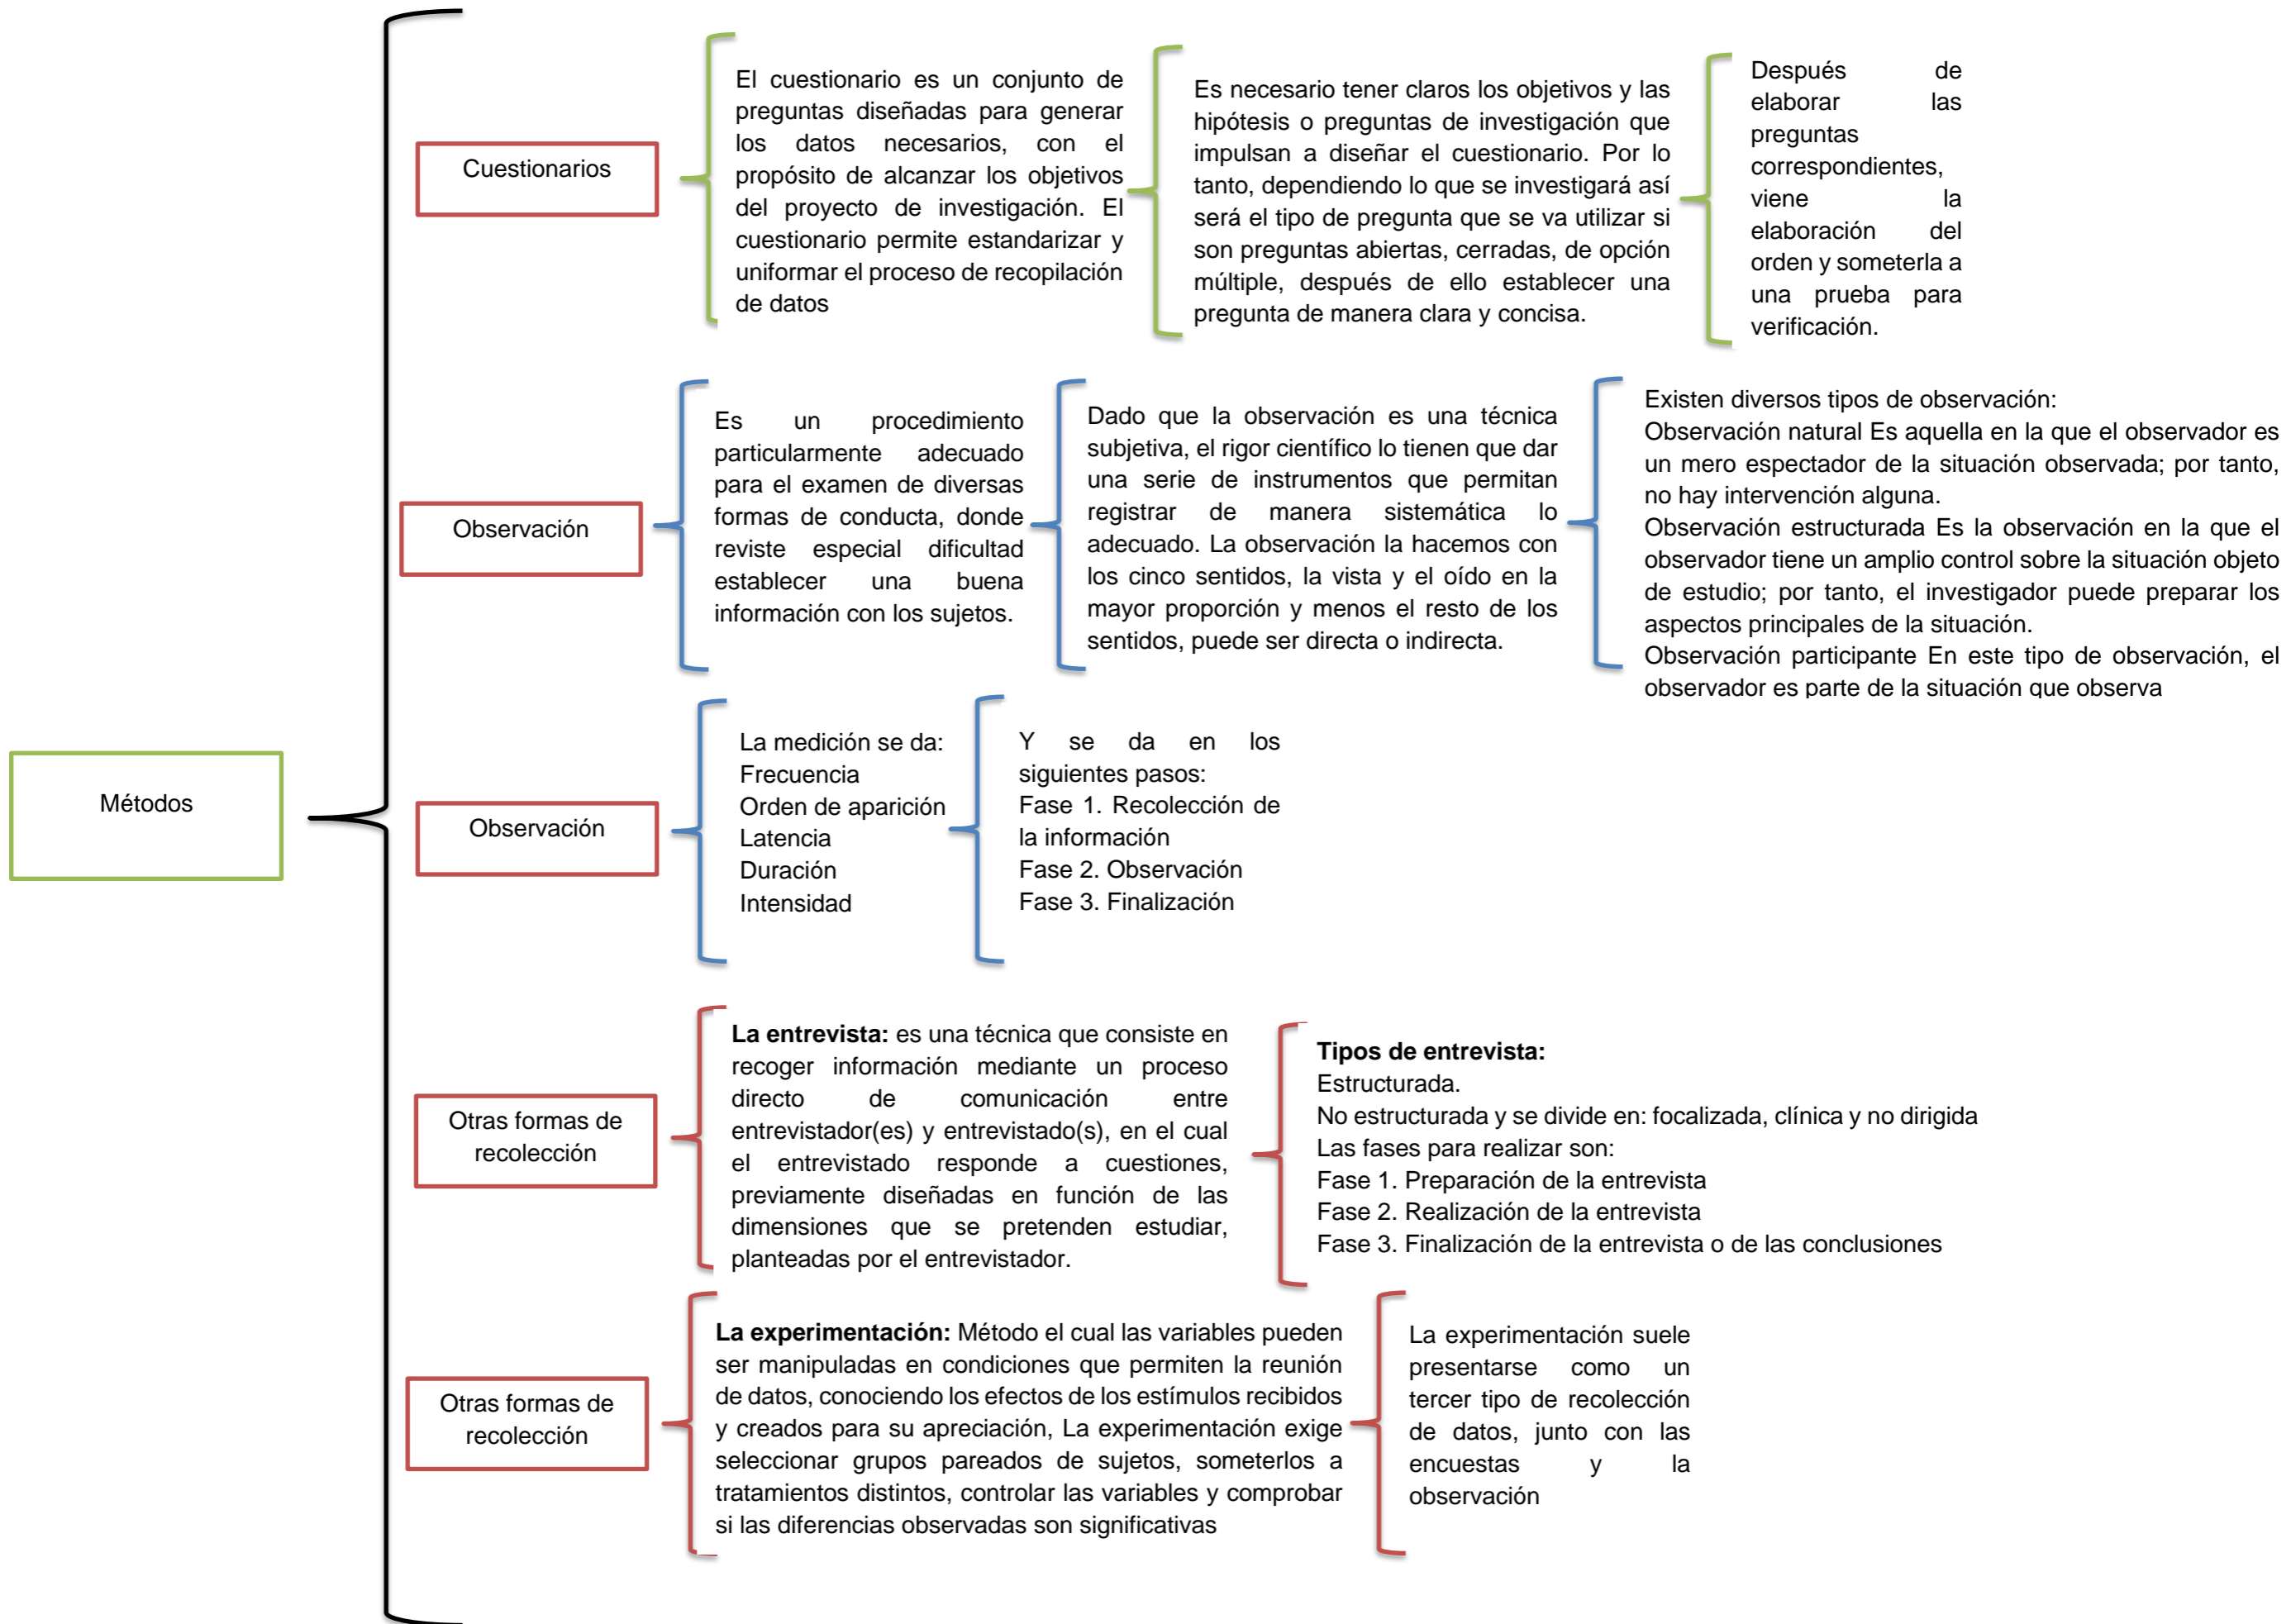 Métodos
Cuestionarios
El cuestionario es un conjunto de
preguntas diseñadas para generar
los datos necesarios, con el
propósito de alcanzar los objetivos
del proyecto de investigación. El
cuestionario permite estandarizar y
uniformar el proceso de recopilación
de datos
Es necesario tener claros los objetivos y las
hipótesis o preguntas de investigación que
impulsan a diseñar el cuestionario. Por lo
tanto, dependiendo lo que se investigará así
será el tipo de pregunta que se va utilizar si
son preguntas abiertas, cerradas, de opción
múltiple, después de ello establecer una
pregunta de manera clara y concisa.
Después de
elaborar las
preguntas
correspondientes,
viene la
elaboración del
orden y someterla a
una prueba para
verificación.
Observación
Es un procedimiento
particularmente adecuado
para el examen de diversas
formas de conducta, donde
reviste especial dificultad
establecer una buena
información con los sujetos.
Dado que la observación es una técnica
subjetiva, el rigor científico lo tienen que dar
una serie de instrumentos que permitan
registrar de manera sistemática lo
adecuado. La observación la hacemos con
los cinco sentidos, la vista y el oído en la
mayor proporción y menos el resto de los
sentidos, puede ser directa o indirecta.
Existen diversos tipos de observación:
Observación natural Es aquella en la que el observador es
un mero espectador de la situación observada; por tanto,
no hay intervención alguna.
Observación estructurada Es la observación en la que el
observador tiene un amplio control sobre la situación objeto
de estudio; por tanto, el investigador puede preparar los
aspectos principales de la situación.
Observación participante En este tipo de observación, el
observador es parte de la situación que observa
Observación
La medición se da:
Frecuencia
Orden de aparición
Latencia
Duración
Intensidad
Y se da en los
siguientes pasos:
Fase 1. Recolección de
la información
Fase 2. Observación
Fase 3. Finalización
Otras formas de
recolección
La entrevista: es una técnica que consiste en
recoger información mediante un proceso
directo de comunicación entre
entrevistador(es) y entrevistado(s), en el cual
el entrevistado responde a cuestiones,
previamente diseñadas en función de las
dimensiones que se pretenden estudiar,
planteadas por el entrevistador.
Tipos de entrevista:
Estructurada.
No estructurada y se divide en: focalizada, clínica y no dirigida
Las fases para realizar son:
Fase 1. Preparación de la entrevista
Fase 2. Realización de la entrevista
Fase 3. Finalización de la entrevista o de las conclusiones
Otras formas de
recolección
La experimentación: Método el cual las variables pueden
ser manipuladas en condiciones que permiten la reunión
de datos, conociendo los efectos de los estímulos recibidos
y creados para su apreciación, La experimentación exige
seleccionar grupos pareados de sujetos, someterlos a
tratamientos distintos, controlar las variables y comprobar
si las diferencias observadas son significativas
La experimentación suele
presentarse como un
tercer tipo de recolección
de datos, junto con las
encuestas y la
observación